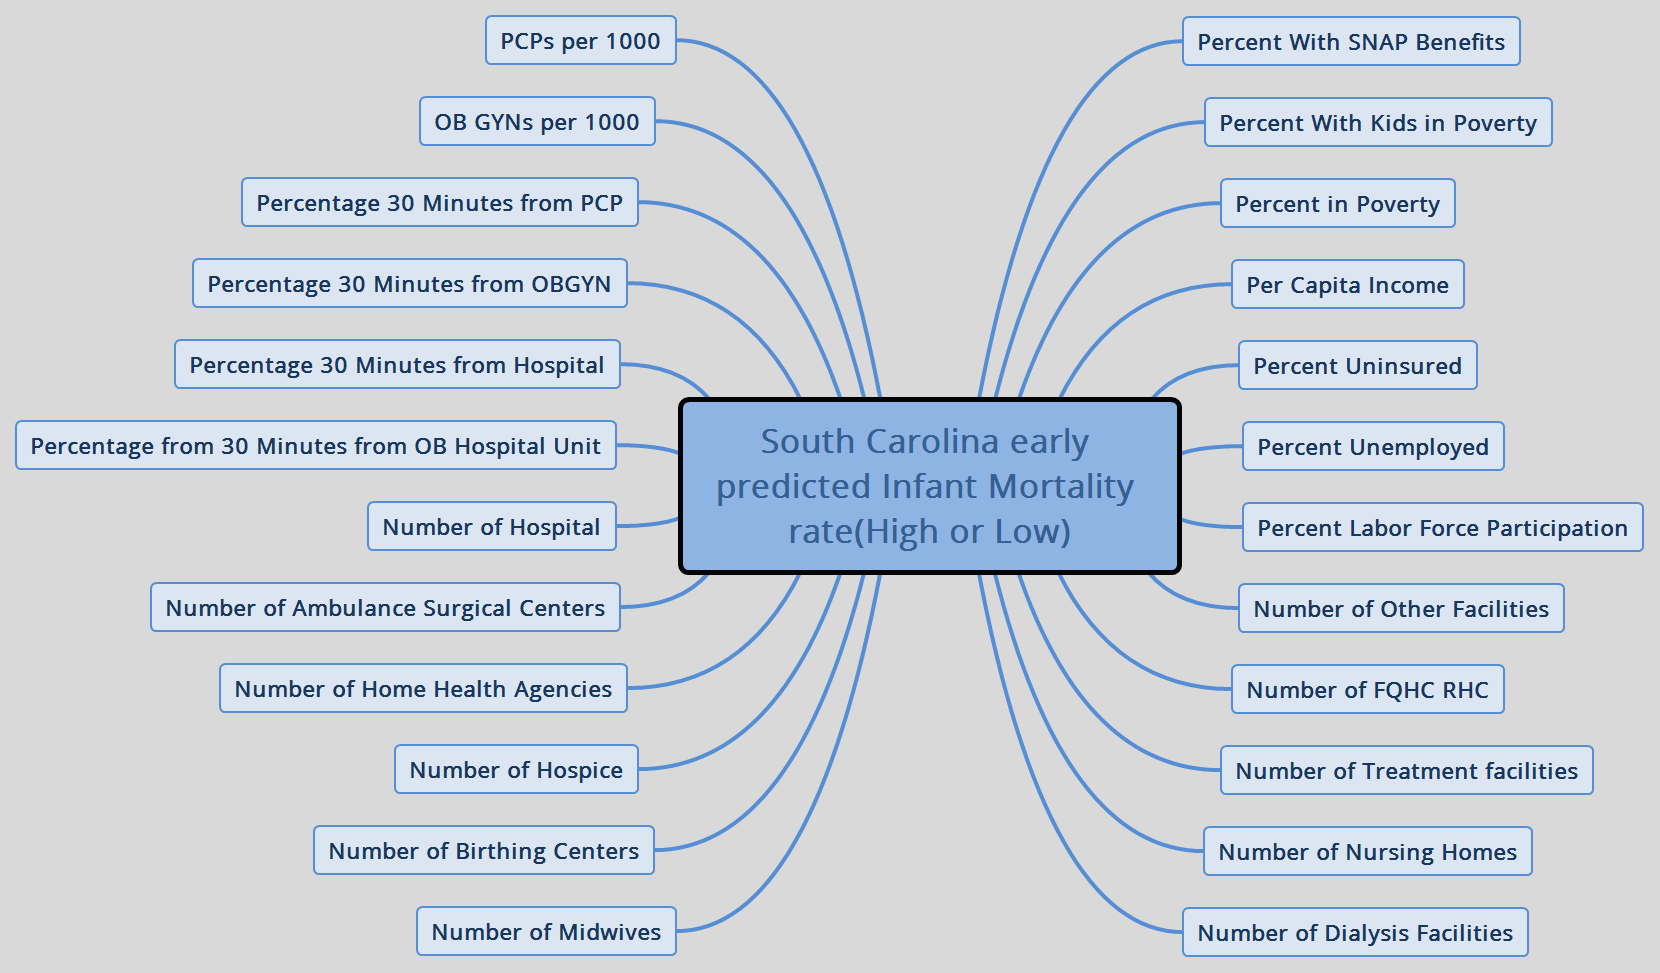 PCPs per 1000
OB GYNs per 1000
Percentage 30 Minutes from PCP
Percentage 30 Minutes from OBGYN
Percentage 30 Minutes from Hospital
Percentage from 30 Minutes from OB Hospital Unit
Number of Hospital
Number of Ambulance Surgical Centers
Number of Home Health Agencies
Number of Hospice
Number of Birthing Centers
Number of Midwives
South Carolina early
predicted Infant Mortality
rate(High or Low)
Percent With SNAP Benefits
Percent With Kids in Poverty
Percent in Poverty
Per Capita Income
Percent Uninsured
Percent Unemployed
Percent Labor Force Participation
Number of Other Facilities
Number of FQHC RHC
Number of Treatment facilities
Number of Nursing Homes
Number of Dialysis Facilities